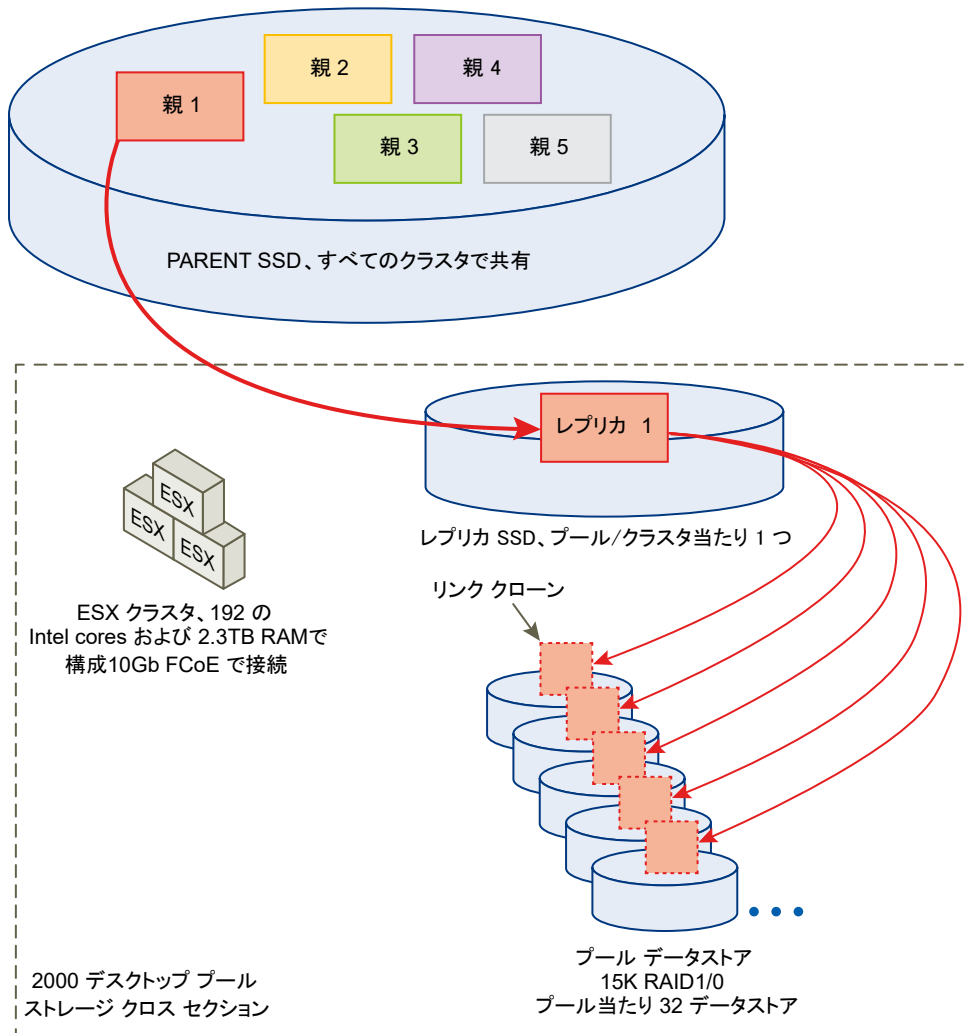 親 1
親 2
親 4
親 3
親 5
PARENT SSD、すべてのクラスタで共有
レプリカ 1
レプリカ SSD、プール/クラスタ当たり 1 つ
ESX
ESX
ESX
ESX クラスタ、192 の
Intel cores および 2.3TB RAMで
構成10Gb FCoE で接続
リンク クローン
プール データストア
15K RAID1/0
プール当たり 32 データストア
2000 デスクトップ プール
ストレージ クロス セクション